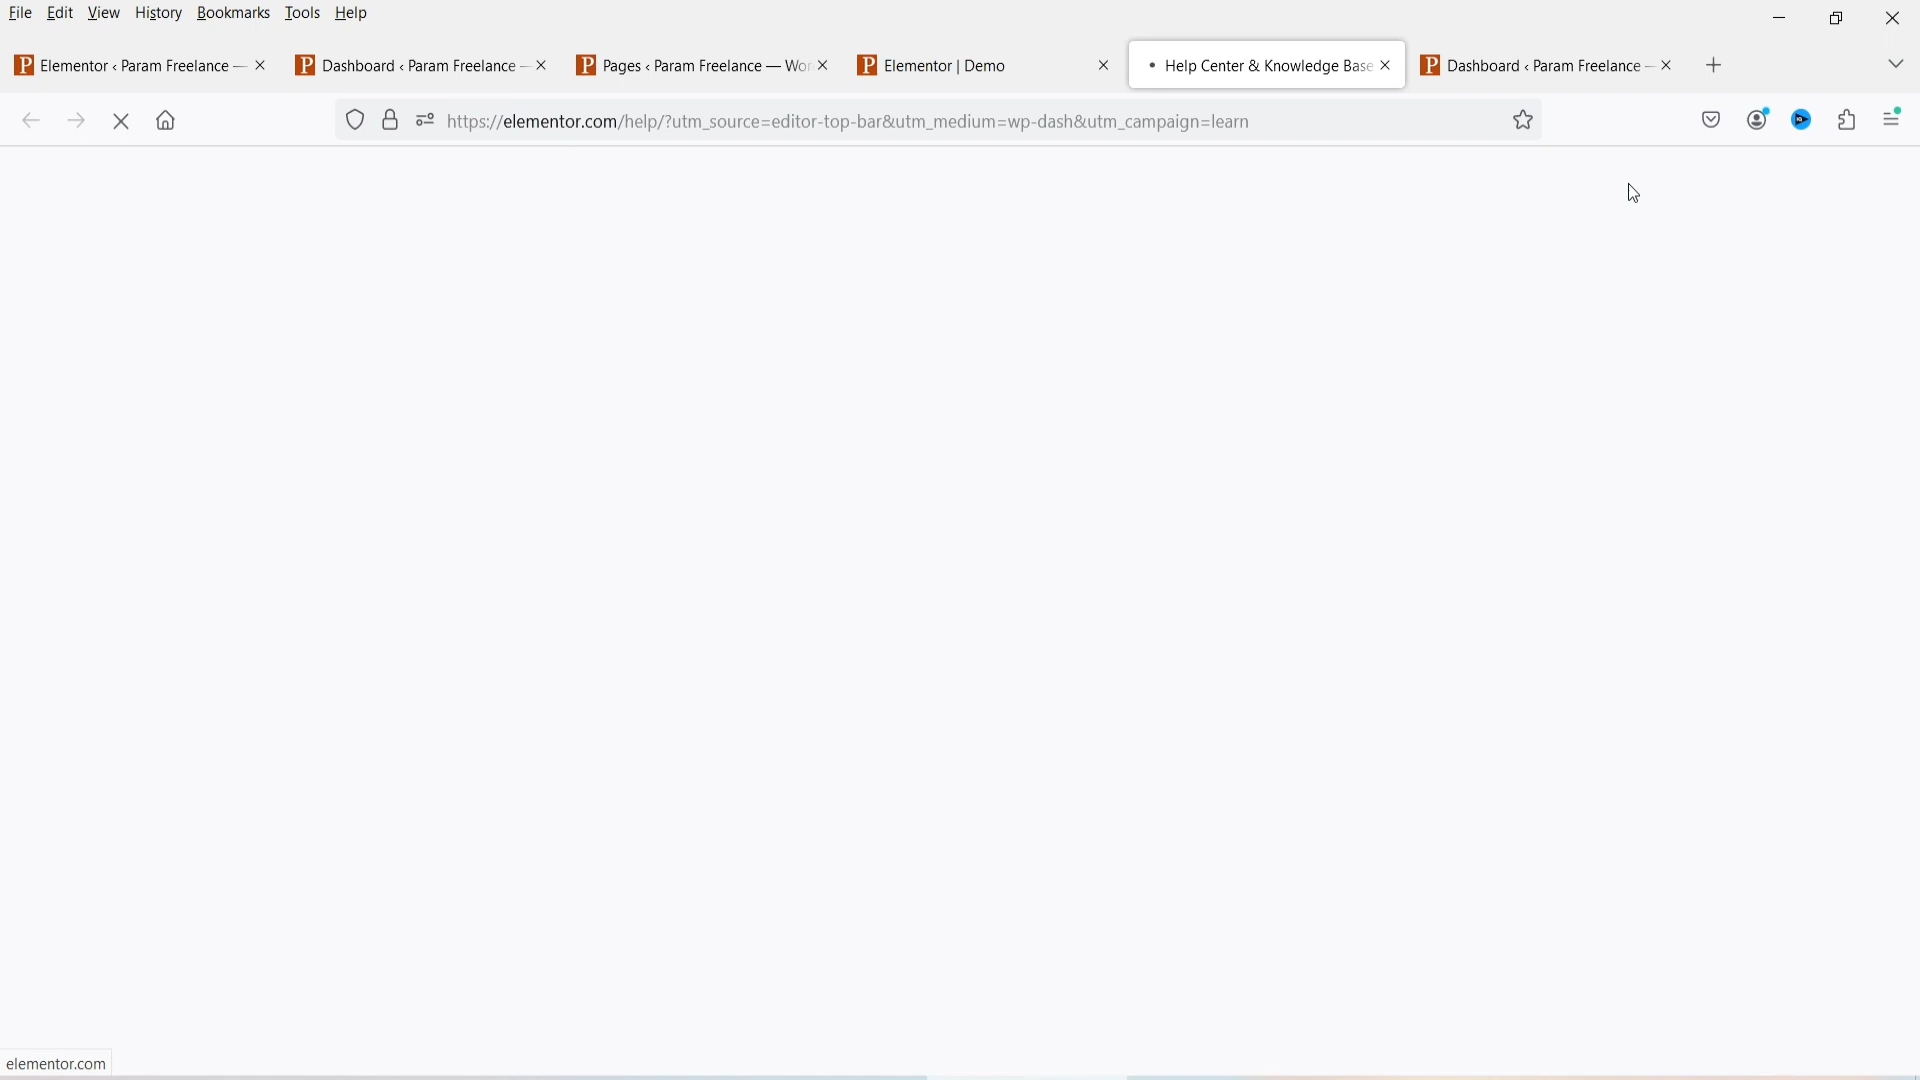 File Edit View History Bookmarks Tools Help
Elementor ‹ Param Freelance — Dashboard ‹ Param Freelance – Pages ‹ Param Freelance — Wor Elementor | Demo • Help Center & Knowledge Base Dashboard ‹ Param Freelance –
https://elementor.com/help/?utm_source=editor-top-bar&utm_medium=wp-dash&utm_campaign=learn
elementor.com